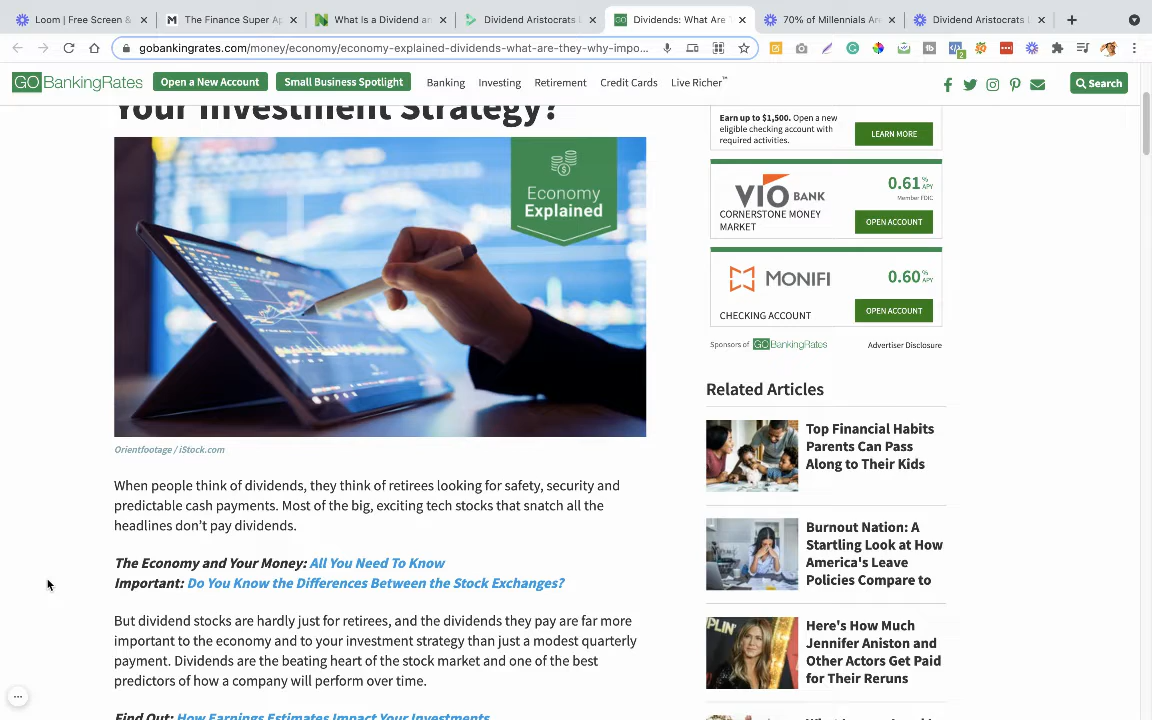 Loom | Free Screen &
The Finance Super Ap
What is a Dividend an
Dividend Aristocrats
Dividends: What Are
70% of Millennials Are
Dividend Aristocrats
gobankingrates.com/money/economy/economy-explained-dividends-what-are-they-why-impo...
GOBankingRates
Open a New Account
Small Business Spotlight
Banking
Investing
Retirement
Credit Cards
Live Richer™
Search
Your Investment Strategy?
Economy
Explained
Orientfootage / iStock.com
When people think of dividends, they think of retirees looking for safety, security and
predictable cash payments. Most of the big, exciting tech stocks that snatch all the
headlines don’t pay dividends.
The Economy and Your Money: All You Need To Know
Important: Do You Know the Differences Between the Stock Exchanges?
But dividend stocks are hardly just for retirees, and the dividends they pay are far more
important to the economy and to your investment strategy than just a modest quarterly
payment. Dividends are the beating heart of the stock market and one of the best
predictors of how a company will perform over time.
Find Out: How Earnings Estimates Impact Your Investments
Earn up to $1,500. Open a new
eligible checking account with
required activities.
LEARN MORE
VIO BANK
0.61% APY
Member FDIC
CORNERSTONE MONEY
MARKET
OPEN ACCOUNT
MONIFI
0.60% APY
CHECKING ACCOUNT
OPEN ACCOUNT
Sponsors of GOBankingRates
Advertiser Disclosure
Related Articles
Top Financial Habits
Parents Can Pass
Along to Their Kids
Burnout Nation: A
Startling Look at How
America's Leave
Policies Compare to
Here's How Much
Jennifer Aniston and
Other Actors Get Paid
for Their Reruns